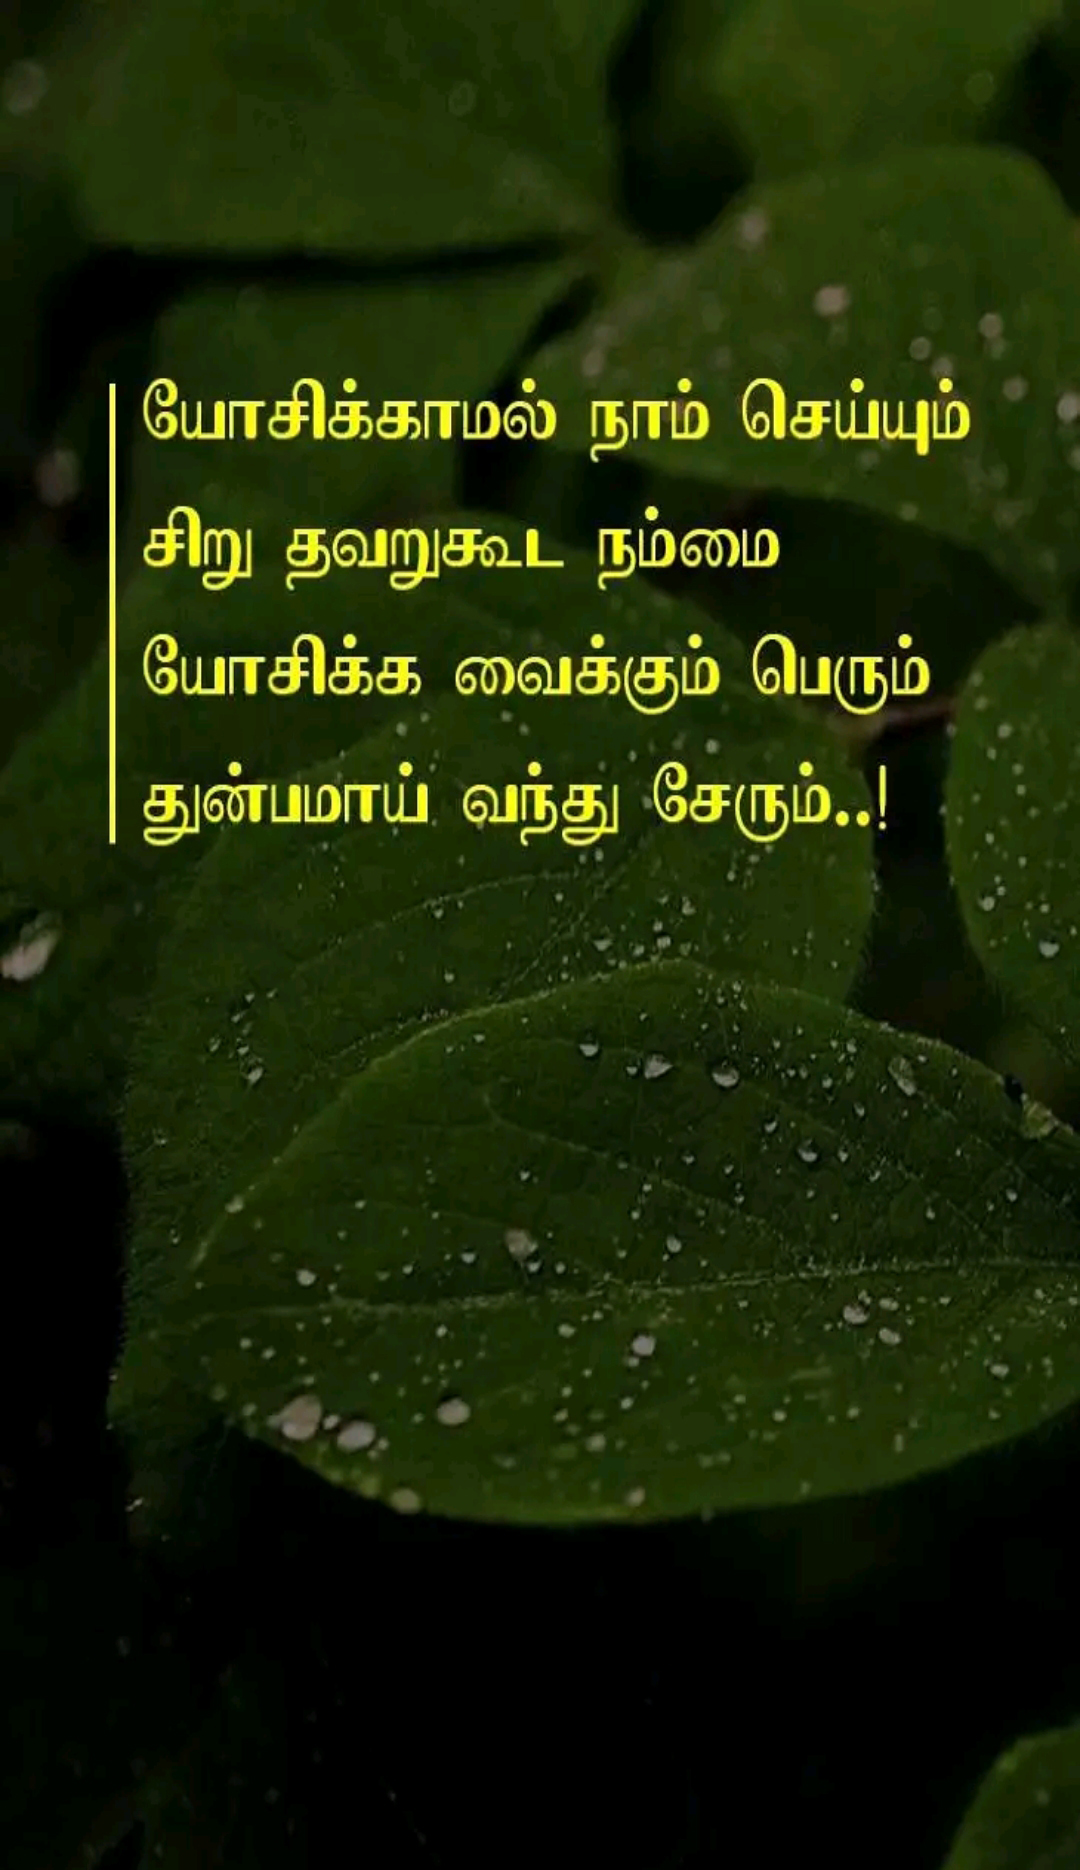 யோசிக்காமல் நாம் செய்யும்
சிறு தவறுகூட நம்மை
யோசிக்க வைக்கும் பெரும்
துன்பமாய் வந்து சேரும்..!